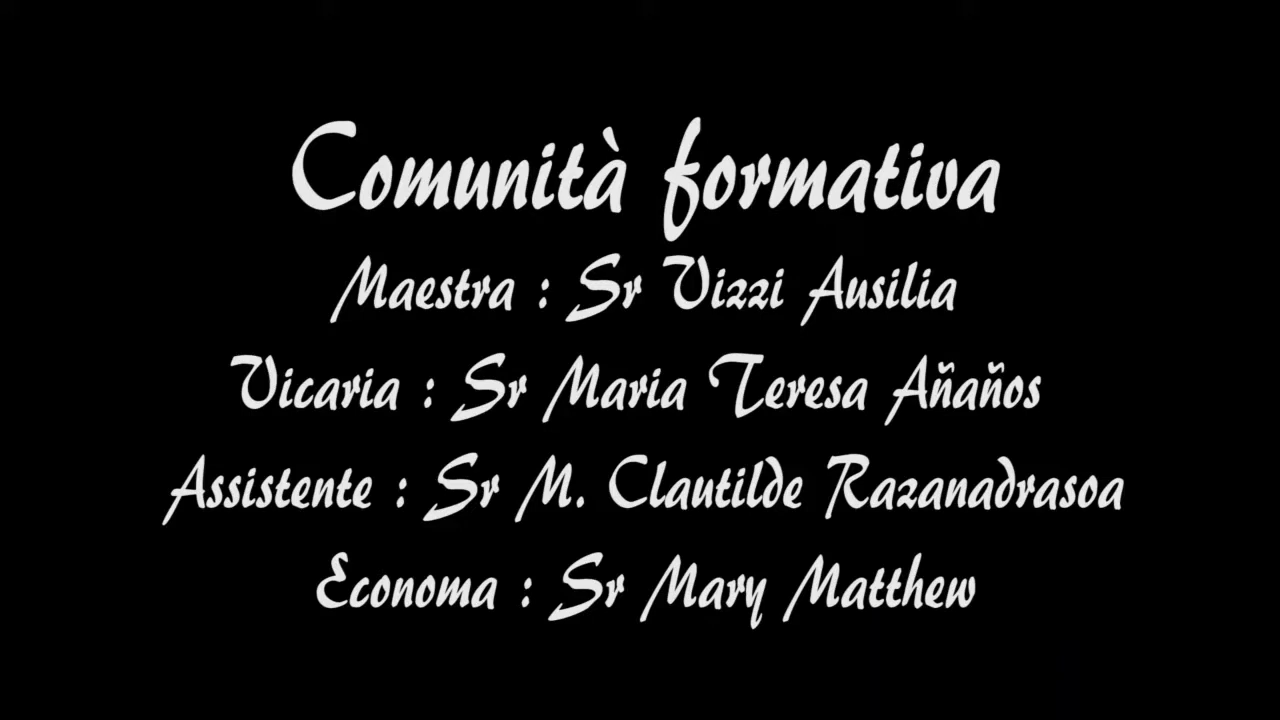 Comunità formativa
Maestra : Sr Vizzi Ausilia
Vicaria : Sr Maria Teresa Añaños
Assistente : Sr M. Clautilde Razanadrasoa
Economa : Sr Mary Matthew